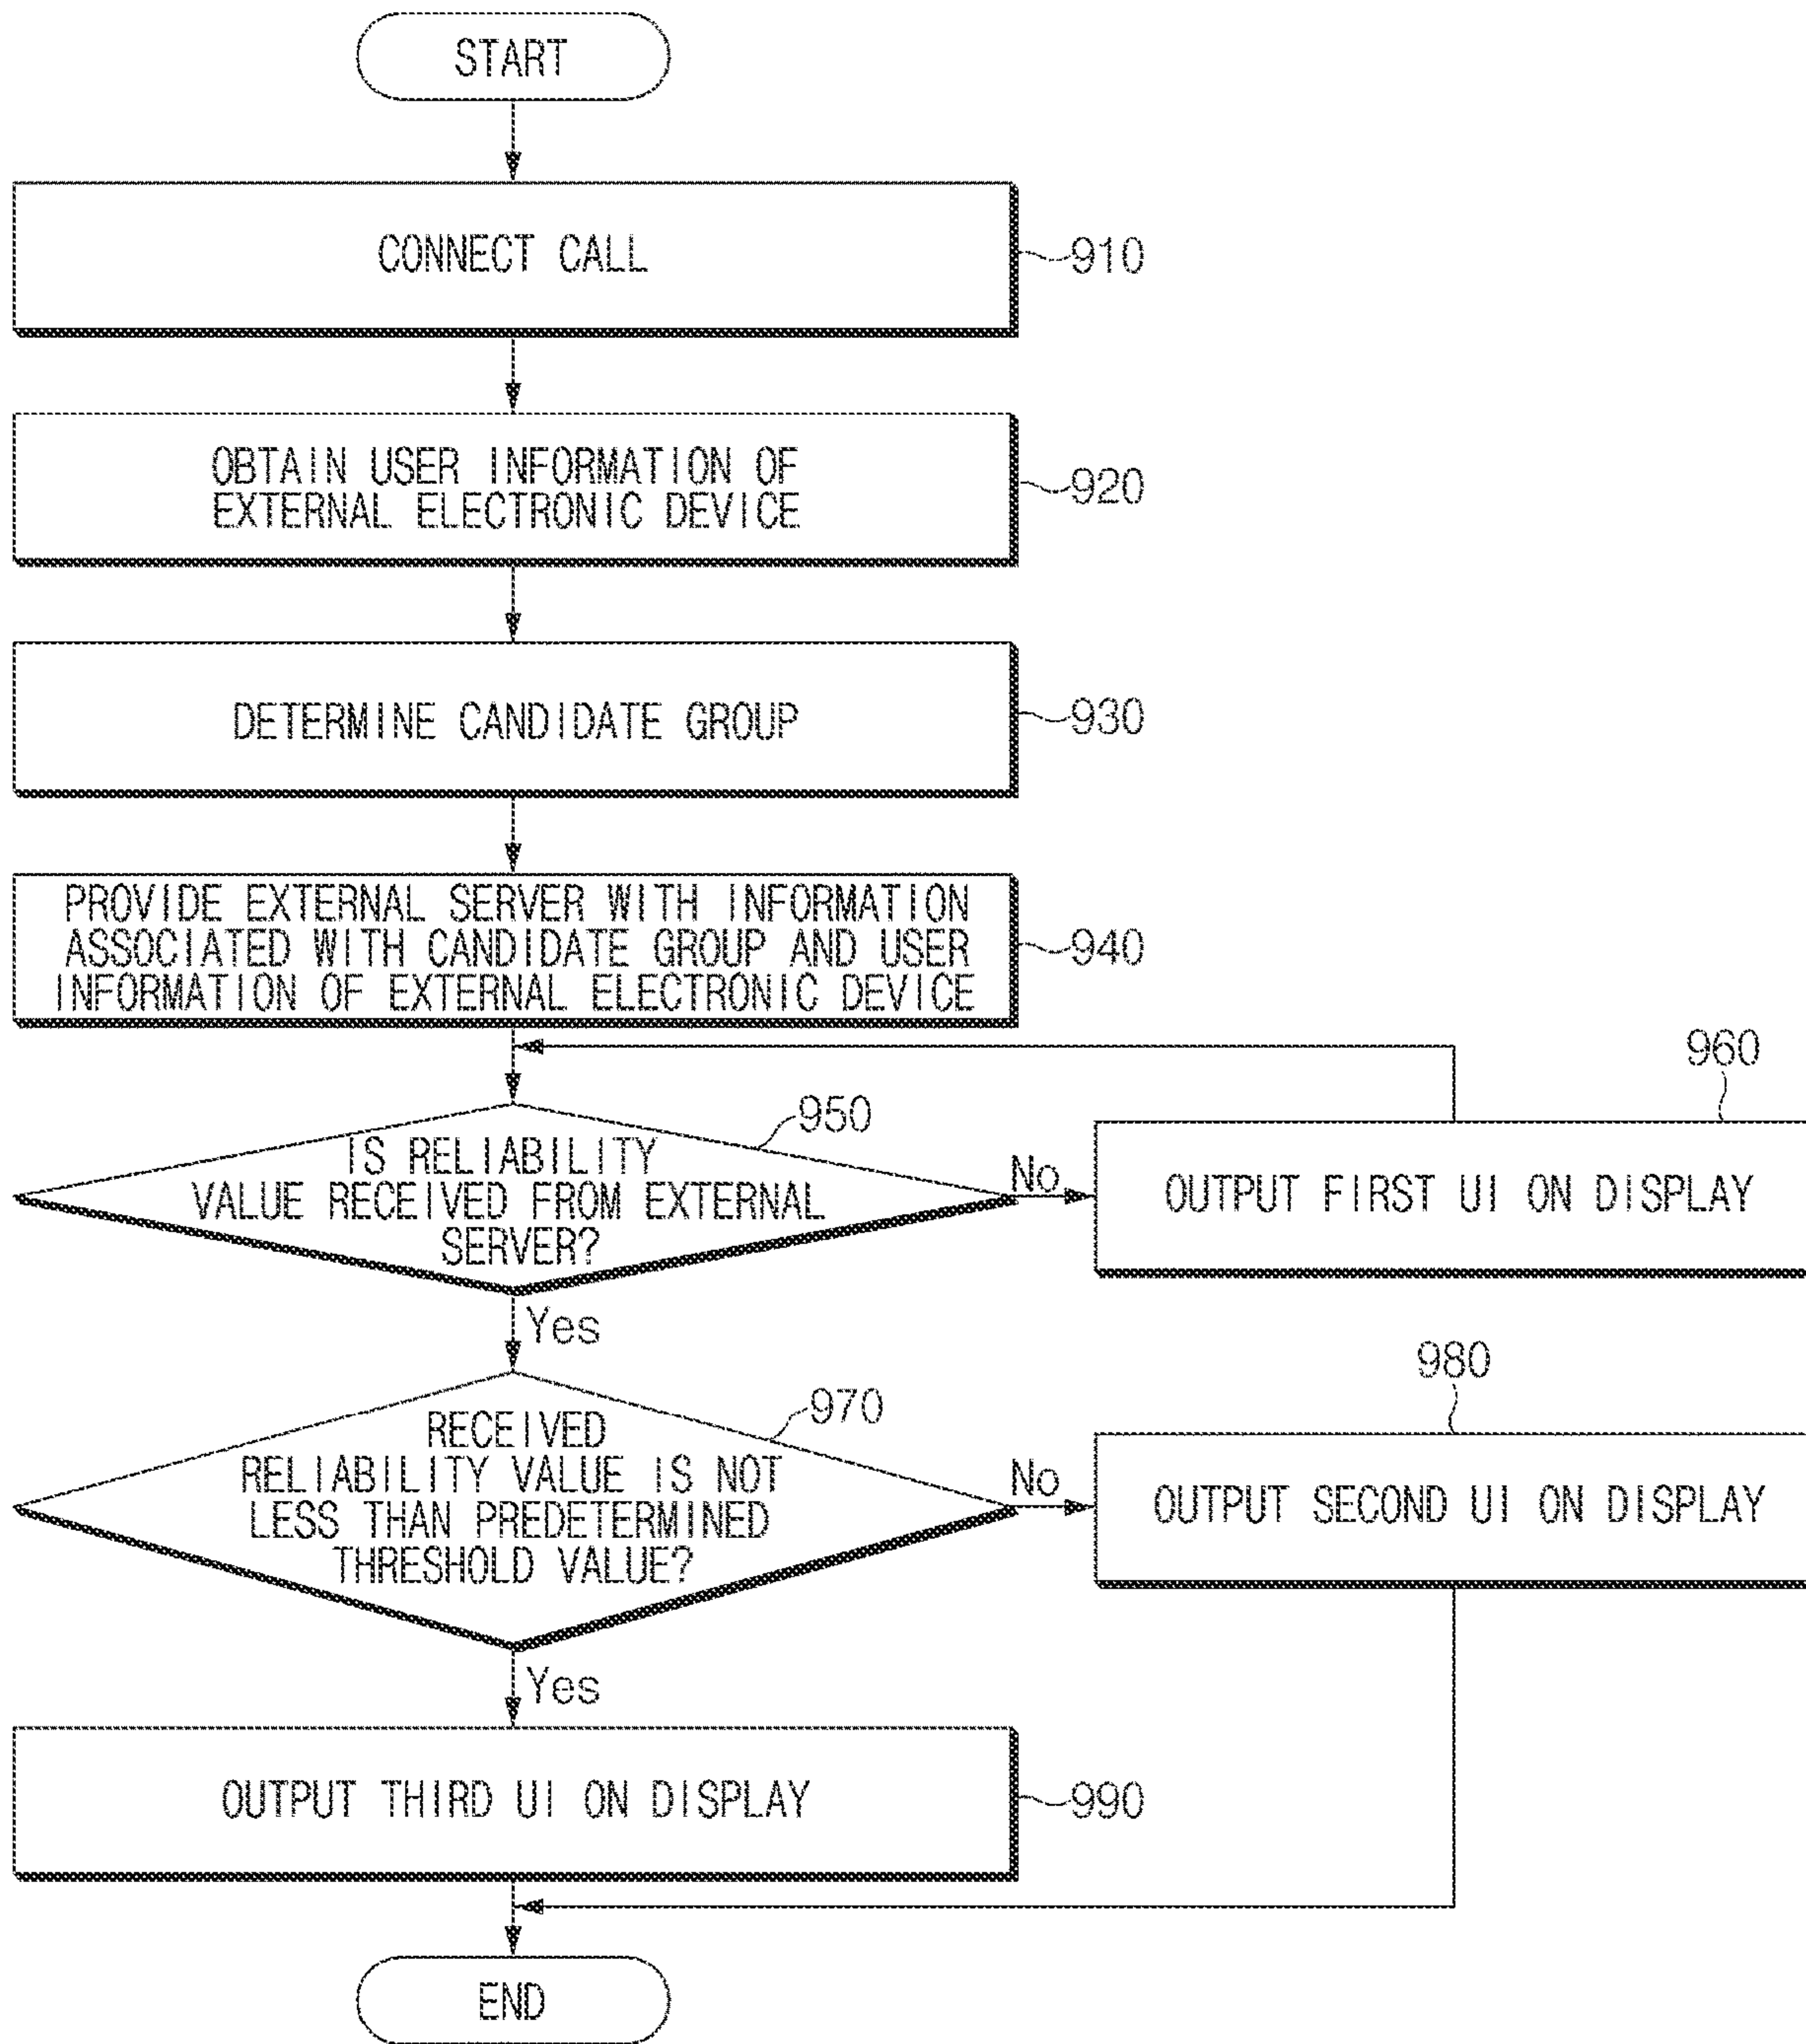 START
CONNECT CALL
910
OBTAIN USER INFORMATION OF
EXTERNAL ELECTRONIC DEVICE
920
DETERMINE CANDIDATE GROUP
930
PROVIDE EXTERNAL SERVER WITH INFORMATION
ASSOCIATED WITH CANDIDATE GROUP AND USER
INFORMATION OF EXTERNAL ELECTRONIC DEVICE
940
950
IS RELIABILITY
VALUE RECEIVED FROM EXTERNAL
SERVER?
No
960
OUTPUT FIRST UI ON DISPLAY
Yes
970
RECEIVED
RELIABILITY VALUE IS NOT
LESS THAN PREDETERMINED
THRESHOLD VALUE?
No
980
OUTPUT SECOND UI ON DISPLAY
Yes
OUTPUT THIRD UI ON DISPLAY
990
END